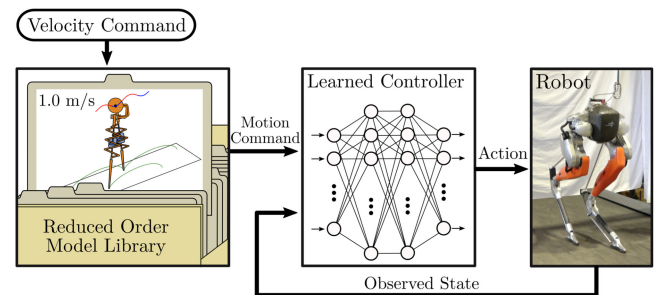 Velocity Command
1.0 m/s
Reduced Order
Model Library
Motion
Command
Learned Controller
Action
Robot
Observed State